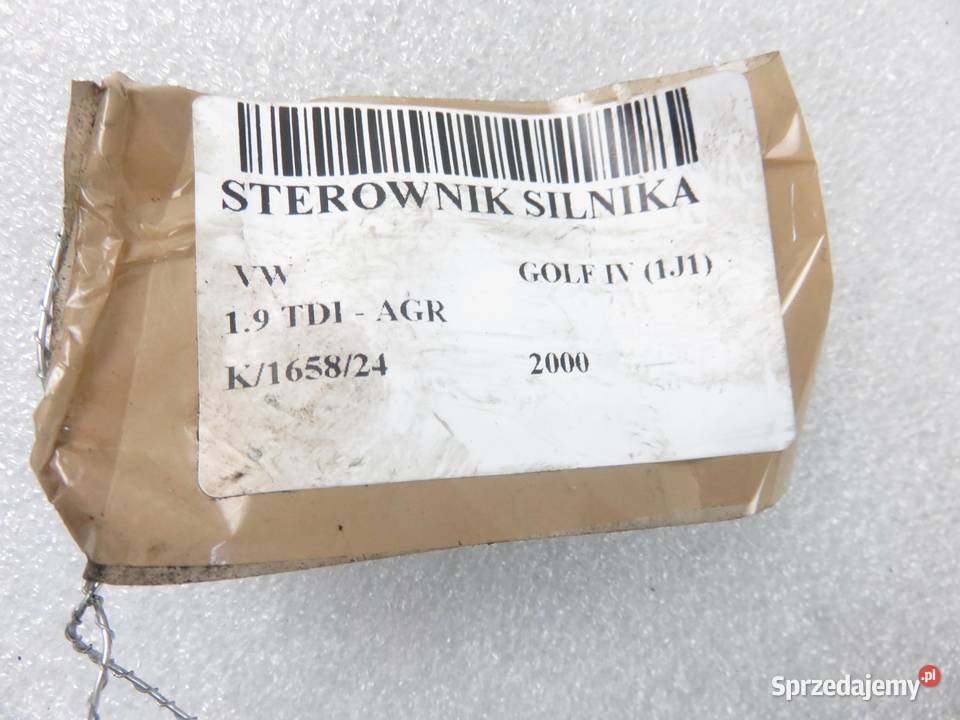 STEROWNIK SILNIKA
VW GOLF IV (1J1)
1.9 TDI - AGR
K/1658/24 2000
Sprzedajemy.pl